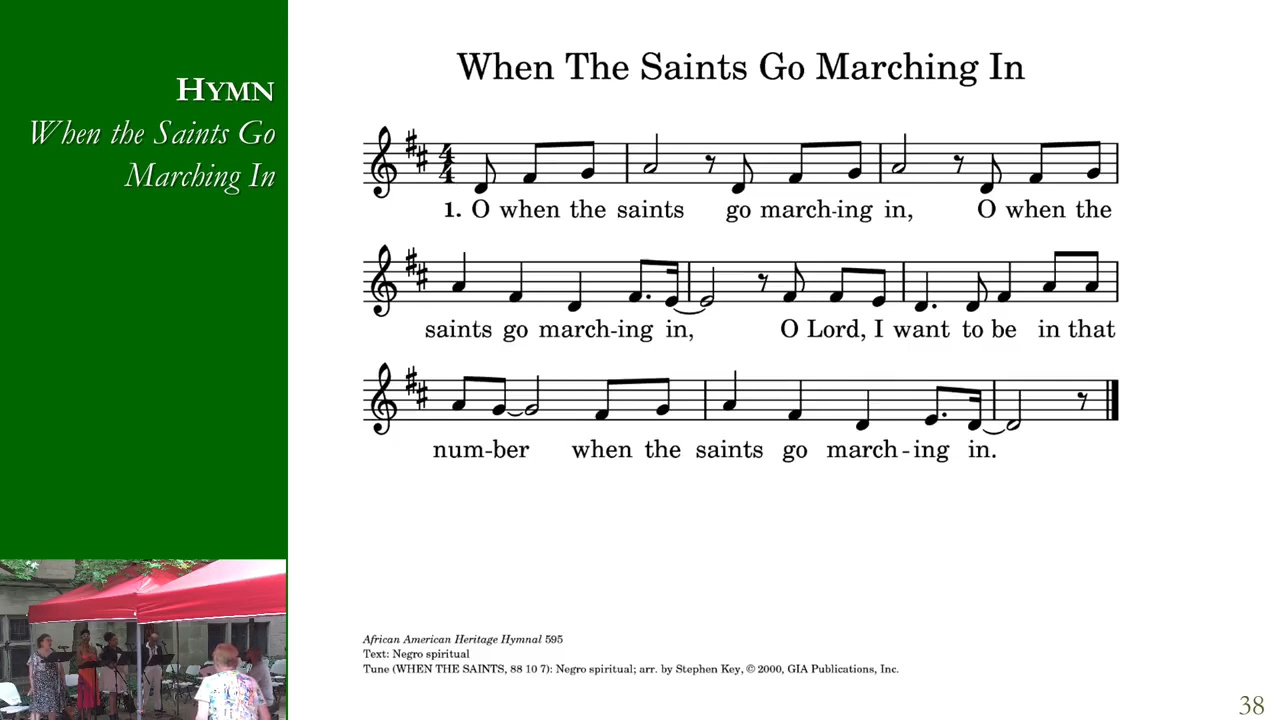 HYMN
When the Saints Go
Marching In
When The Saints Go Marching In
1. O when the saints go march-ing in, O when the
saints go march-ing in, O Lord, I want to be in that
num-ber when the saints go march-ing in.
African American Heritage Hymnal 595
Text: Negro spiritual
Tune (WHEN THE SAINTS, 88 10 7): Negro spiritual; arr. by Stephen Key, © 2000, GIA Publications, Inc.
38